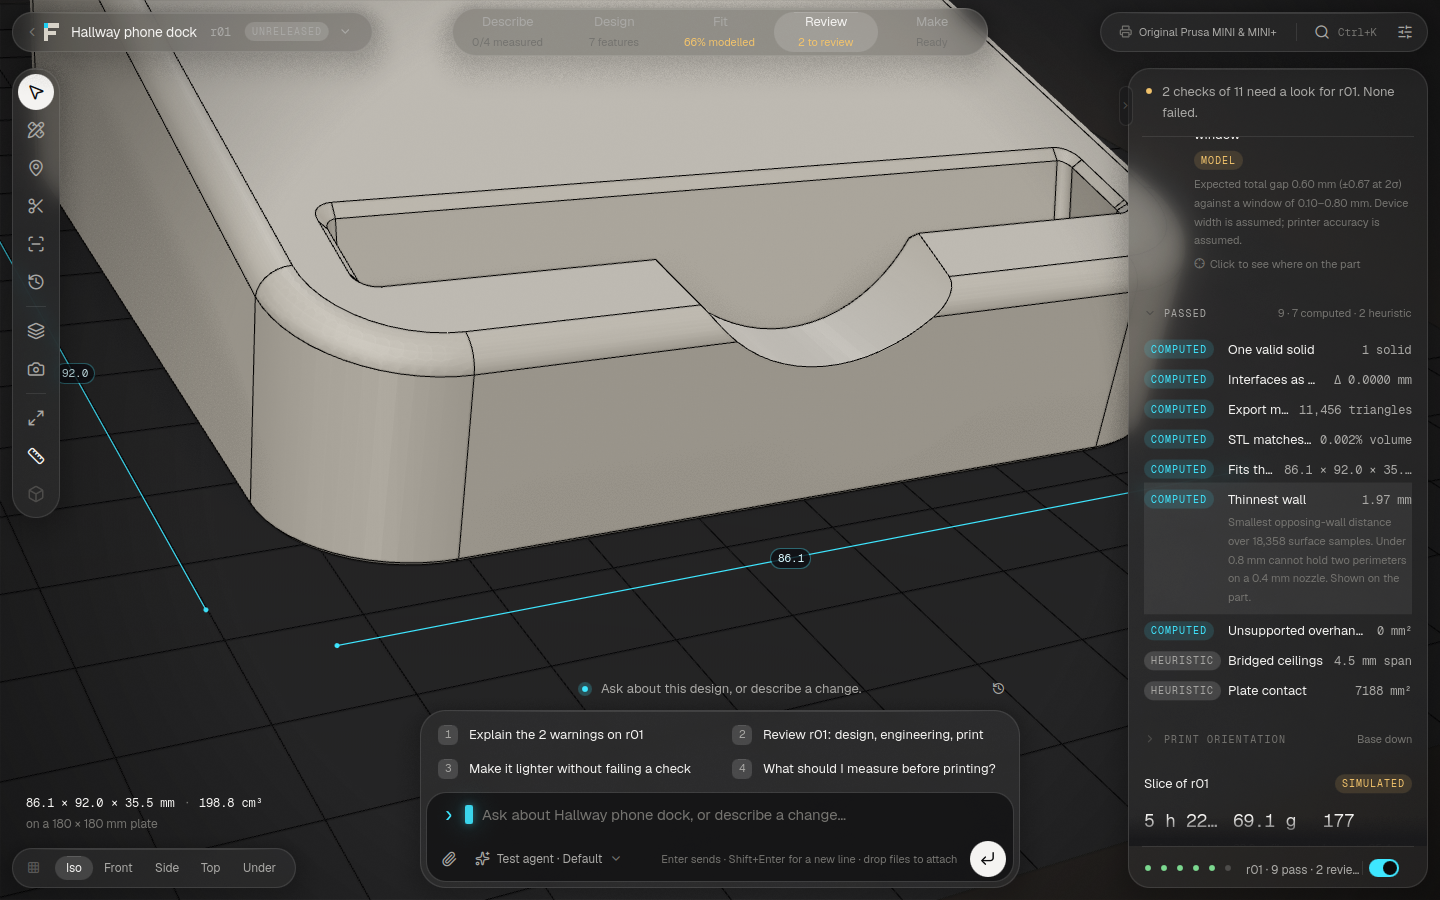 Hallway phone dock r01 UNRELEASED
Describe
0/4 measured
Design
7 features
Fit
66% modelled
Review
2 to review
Make
Ready
Original Prusa MINI & MINI+
Ctrl+K
2 checks of 11 need a look for r01. None failed.
window
MODEL
Expected total gap 0.60 mm (±0.67 at 2σ)
against a window of 0.10–0.80 mm. Device
width is assumed; printer accuracy is
assumed.
Click to see where on the part
PASSED 9 · 7 computed · 2 heuristic
COMPUTED One valid solid 1 solid
COMPUTED Interfaces as … Δ 0.0000 mm
COMPUTED Export m… 11,456 triangles
COMPUTED STL matches… 0.002% volume
COMPUTED Fits th… 86.1 × 92.0 × 35.…
COMPUTED Thinnest wall 1.97 mm
Smallest opposing-wall distance
over 18,358 surface samples. Under
0.8 mm cannot hold two perimeters
on a 0.4 mm nozzle. Shown on the
part.
COMPUTED Unsupported overhan… 0 mm²
HEURISTIC Bridged ceilings 4.5 mm span
HEURISTIC Plate contact 7188 mm²
PRINT ORIENTATION Base down
Slice of r01 SIMULATED
5 h 22… 69.1 g 177
r01 · 9 pass · 2 revie…
92.0
86.1
Ask about this design, or describe a change.
1 Explain the 2 warnings on r01
2 Review r01: design, engineering, print
3 Make it lighter without failing a check
4 What should I measure before printing?
Ask about Hallway phone dock, or describe a change…
Test agent · Default
Enter sends · Shift+Enter for a new line · drop files to attach
86.1 × 92.0 × 35.5 mm · 198.8 cm³
on a 180 × 180 mm plate
Iso Front Side Top Under